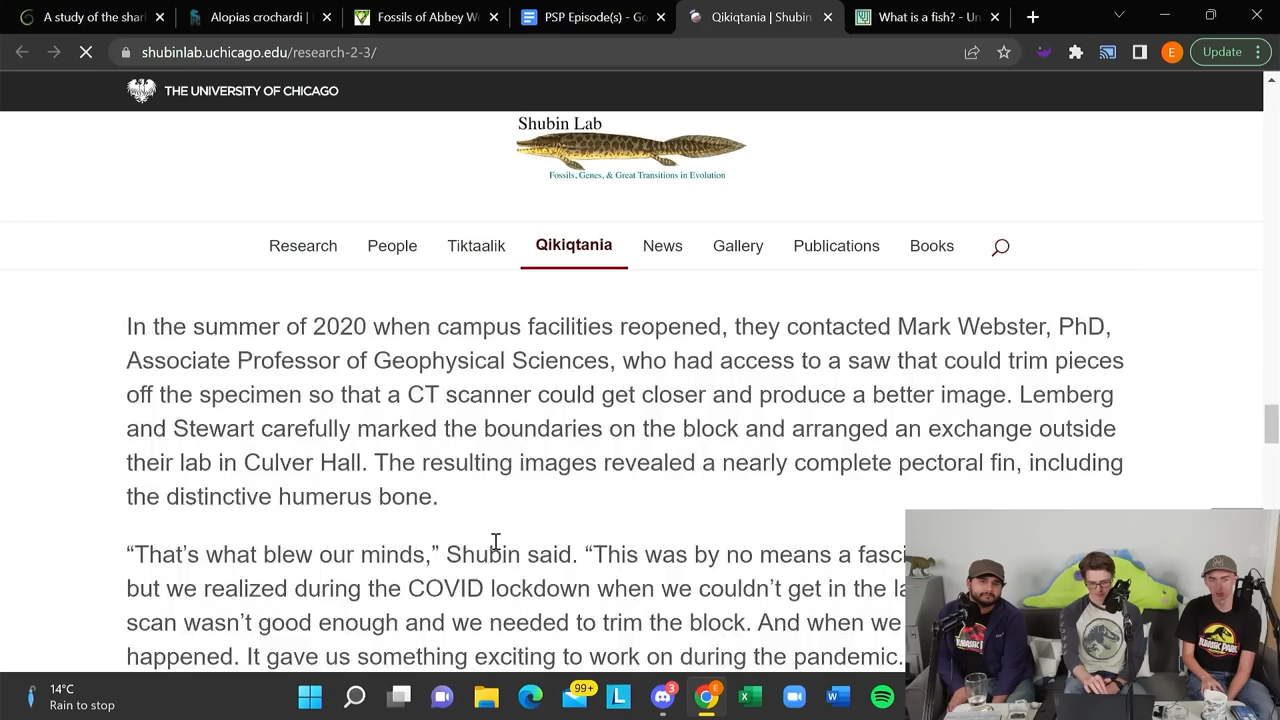 A study of the shar
Alopias crochardi |
Fossils of Abbey W
PSP Episode(s) - Go
Qikiqtania | Shubin
What is a fish? - Un
shubinlab.uchicago.edu/research-2-3/
E
Update
THE UNIVERSITY OF CHICAGO
Shubin Lab
Fossils, Genes, & Great Transitions in Evolution
Research People Tiktaalik Qikiqtania News Gallery Publications Books
In the summer of 2020 when campus facilities reopened, they contacted Mark Webster, PhD,
Associate Professor of Geophysical Sciences, who had access to a saw that could trim pieces
off the specimen so that a CT scanner could get closer and produce a better image. Lemberg
and Stewart carefully marked the boundaries on the block and arranged an exchange outside
their lab in Culver Hall. The resulting images revealed a nearly complete pectoral fin, including
the distinctive humerus bone.
“That’s what blew our minds,” Shubin said. “This was by no means a fasci
but we realized during the COVID lockdown when we couldn’t get in the la
scan wasn’t good enough and we needed to trim the block. And when we
happened. It gave us something exciting to work on during the pandemic.
JURASSIC PARK
14°C
Rain to stop
99+
L
3
E